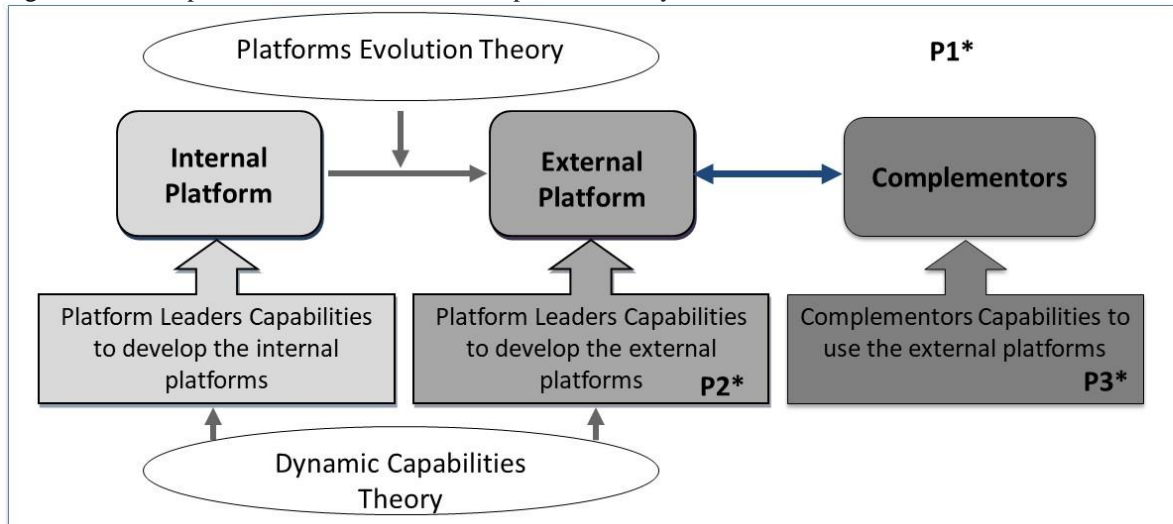 Platforms Evolution Theory
P1*
Internal
Platform
External
Platform
Complementors
Platform Leaders Capabilities
to develop the internal
platforms
Platform Leaders Capabilities
to develop the external
platforms
P2*
Complementors Capabilities to
use the external platforms
P3*
Dynamic Capabilities
Theory